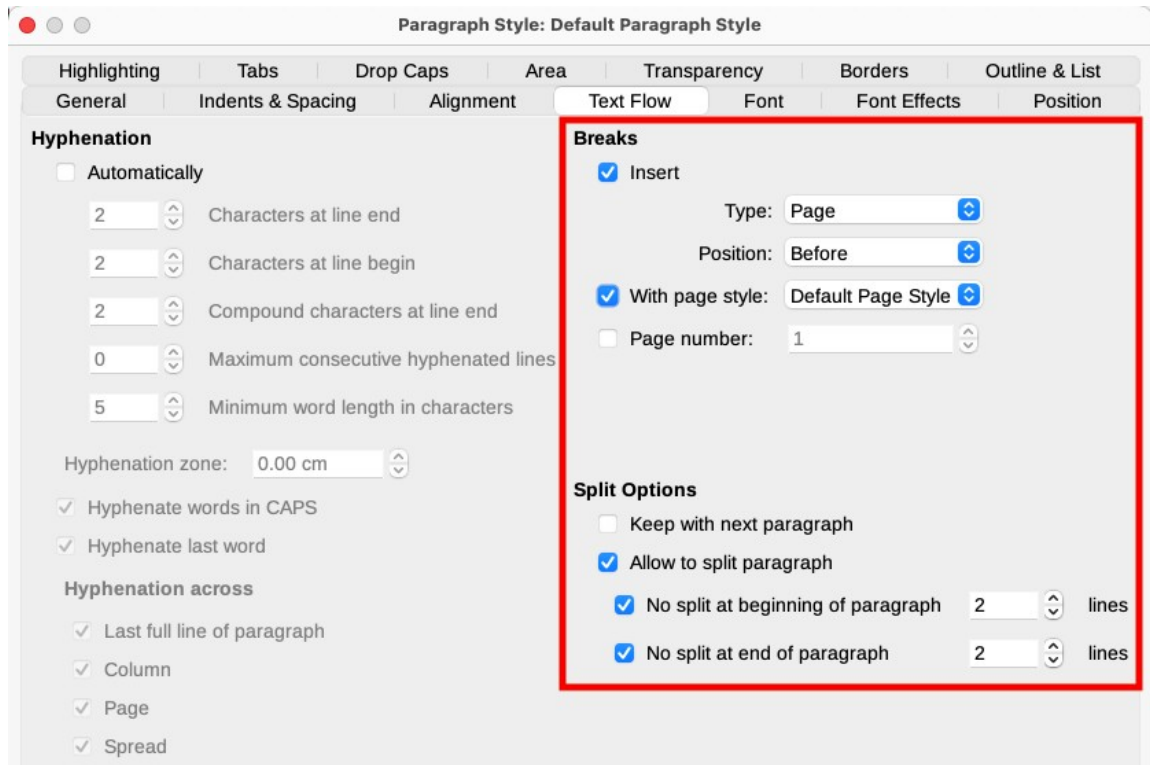 Paragraph Style: Default Paragraph Style
Highlighting Tabs Drop Caps Area Transparency Borders Outline & List
General Indents & Spacing Alignment Text Flow Font Font Effects Position
Hyphenation
Automatically
2 Characters at line end
2 Characters at line begin
2 Compound characters at line end
0 Maximum consecutive hyphenated lines
5 Minimum word length in characters
Hyphenation zone: 0.00 cm
Hyphenate words in CAPS
Hyphenate last word
Hyphenation across
Last full line of paragraph
Column
Page
Spread
Breaks
Insert
Type: Page
Position: Before
With page style: Default Page Style
Page number: 1
Split Options
Keep with next paragraph
Allow to split paragraph
No split at beginning of paragraph 2 lines
No split at end of paragraph 2 lines